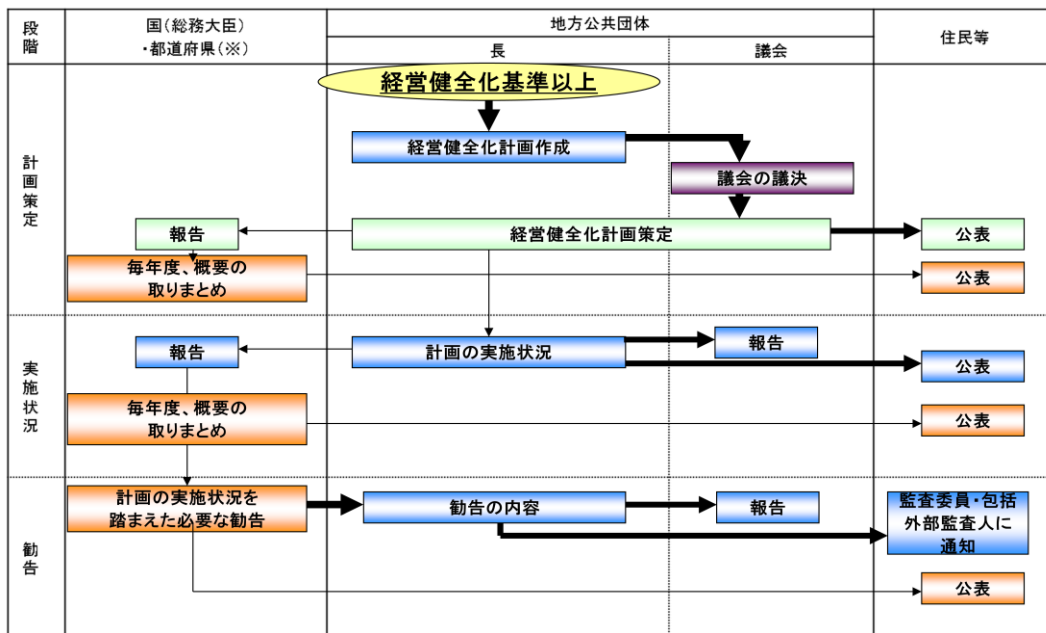 段階
国(総務大臣)
・都道府県(※)
地方公共団体
長
議会
住民等
計画策定
経営健全化基準以上
経営健全化計画作成
議会の議決
報告
経営健全化計画策定
公表
毎年度、概要の
取りまとめ
公表
実施状況
報告
計画の実施状況
報告
公表
毎年度、概要の
取りまとめ
公表
勧告
計画の実施状況を
踏まえた必要な勧告
勧告の内容
報告
監査委員・包括
外部監査人に
通知
公表